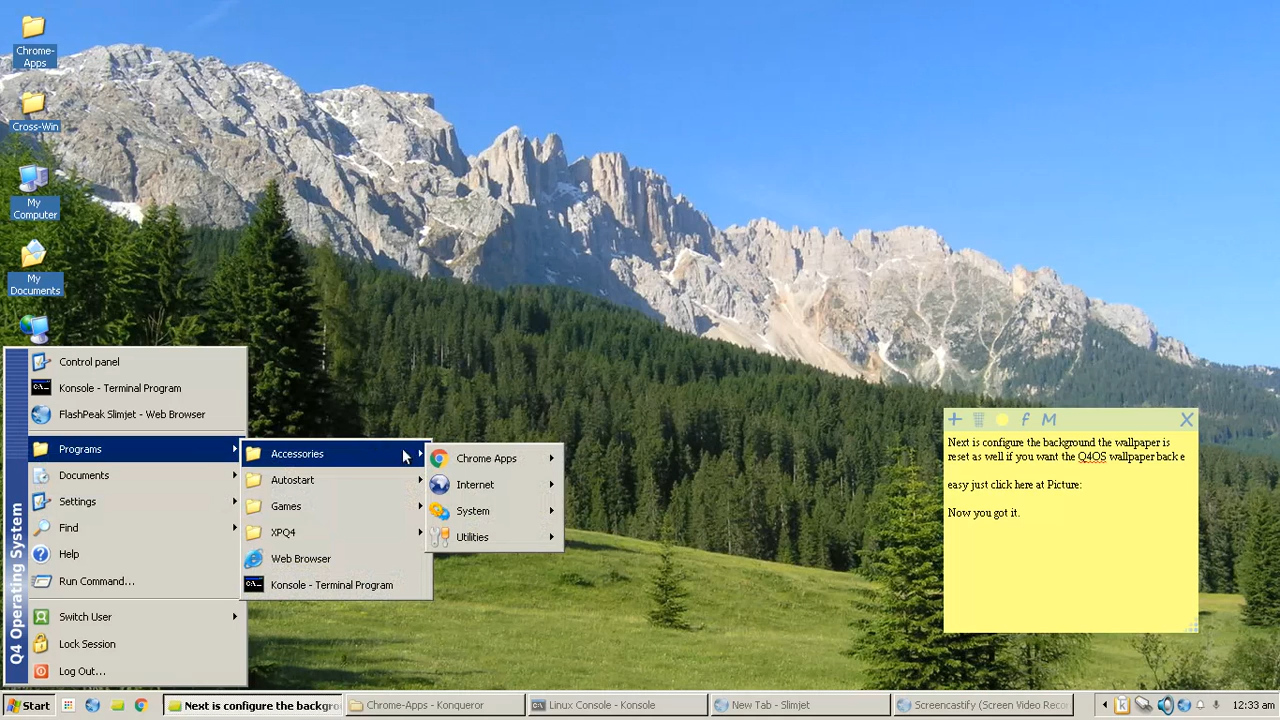 Chrome-
Apps
Cross-Win
My
Computer
My
Documents
Control panel
Konsole - Terminal Program
FlashPeak Slimjet - Web Browser
Programs
Documents
Settings
Find
Help
Run Command...
Switch User
Lock Session
Log Out...
Q4 Operating System
Accessories
Autostart
Games
XPQ4
Web Browser
Konsole - Terminal Program
Chrome Apps
Internet
System
Utilities
f M X
Next is configure the background the wallpaper is
reset as well if you want the Q4OS wallpaper back e
easy just click here at Picture:
Now you got it.
Start
Next is configure the backgro
Chrome-Apps - Konqueror
Linux Console - Konsole
New Tab - Slimjet
Screencastify (Screen Video Recor
12:33 am